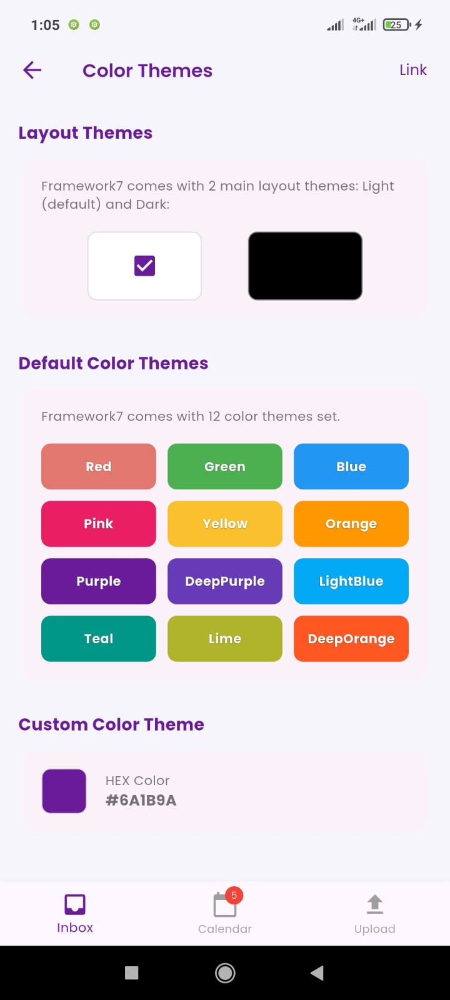 1:05
4G+
25
Color Themes
Link
Layout Themes
Framework7 comes with 2 main layout themes: Light
(default) and Dark:
Default Color Themes
Framework7 comes with 12 color themes set.
Red
Green
Blue
Pink
Yellow
Orange
Purple
DeepPurple
LightBlue
Teal
Lime
DeepOrange
Custom Color Theme
HEX Color
#6A1B9A
5
Inbox
Calendar
Upload